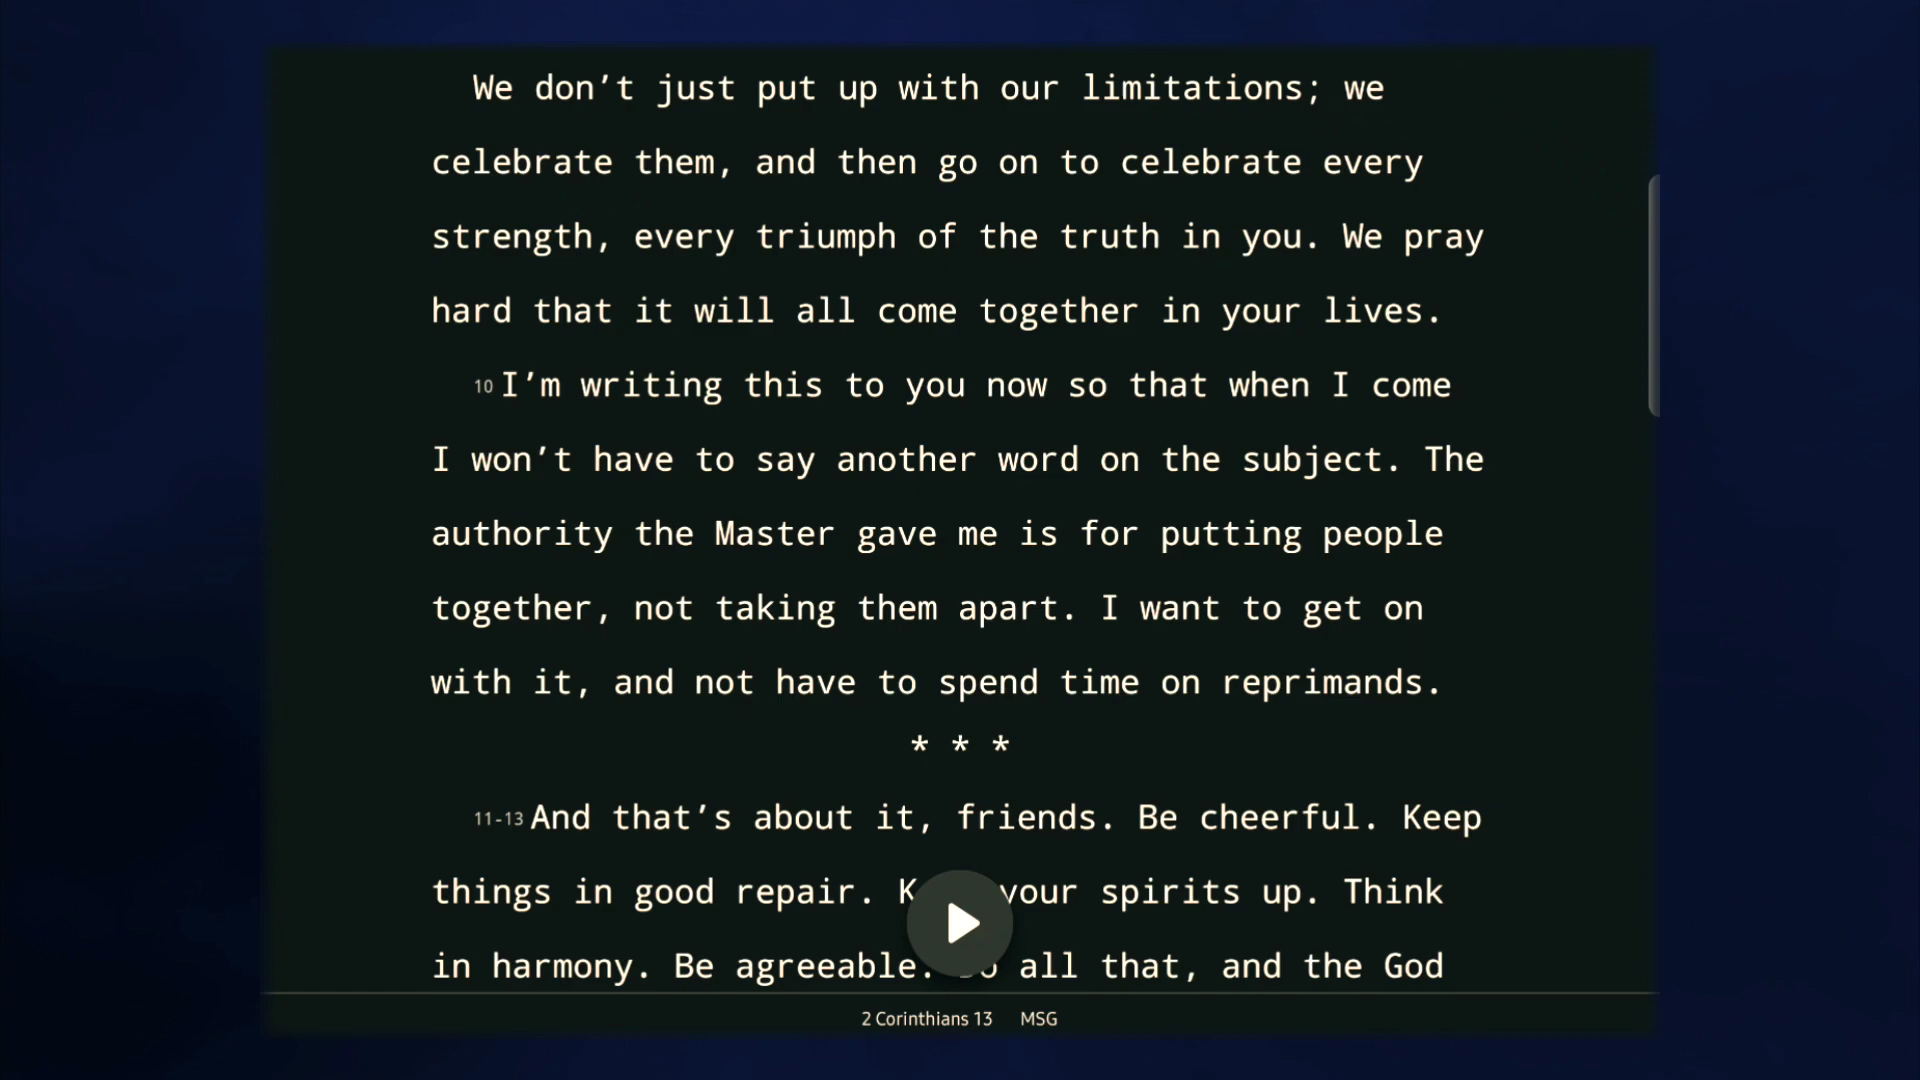 We don’t just put up with our limitations; we
celebrate them, and then go on to celebrate every
strength, every triumph of the truth in you. We pray
hard that it will all come together in your lives.
10 I’m writing this to you now so that when I come
I won’t have to say another word on the subject. The
authority the Master gave me is for putting people
together, not taking them apart. I want to get on
with it, and not have to spend time on reprimands.
* * *
11-13 And that’s about it, friends. Be cheerful. Keep
things in good repair. your spirits up. Think
in harmony. Be agreeable. all that, and the God
2 Corinthians 13 MSG